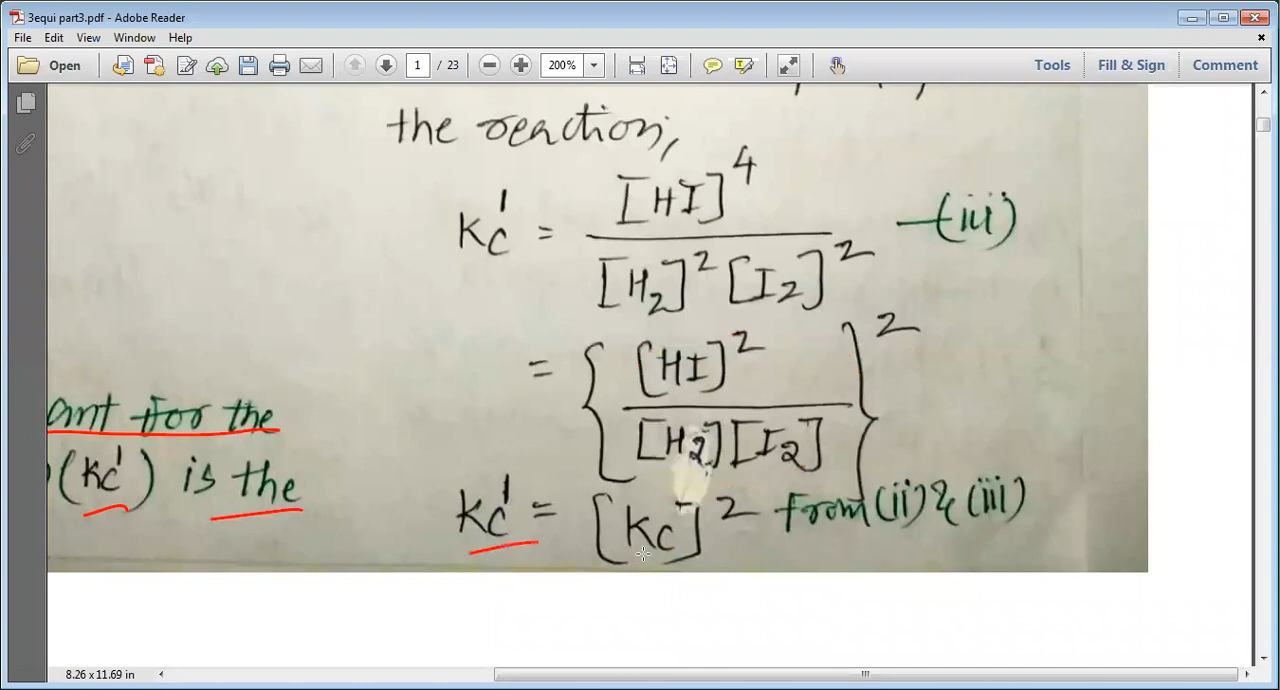 3equi part3.pdf - Adobe Reader
File Edit View Window Help
Open 1 / 23 200% Tools Fill & Sign Comment
the reaction,
Kc' = [HI]^4 / [H2]^2 [I2]^2 —(iii)
= { [HI]^2 / [H2][I2] }^2
ant for the
(Kc') is the
Kc' = [Kc]^2 from (ii) & (iii)
8.26 x 11.69 in